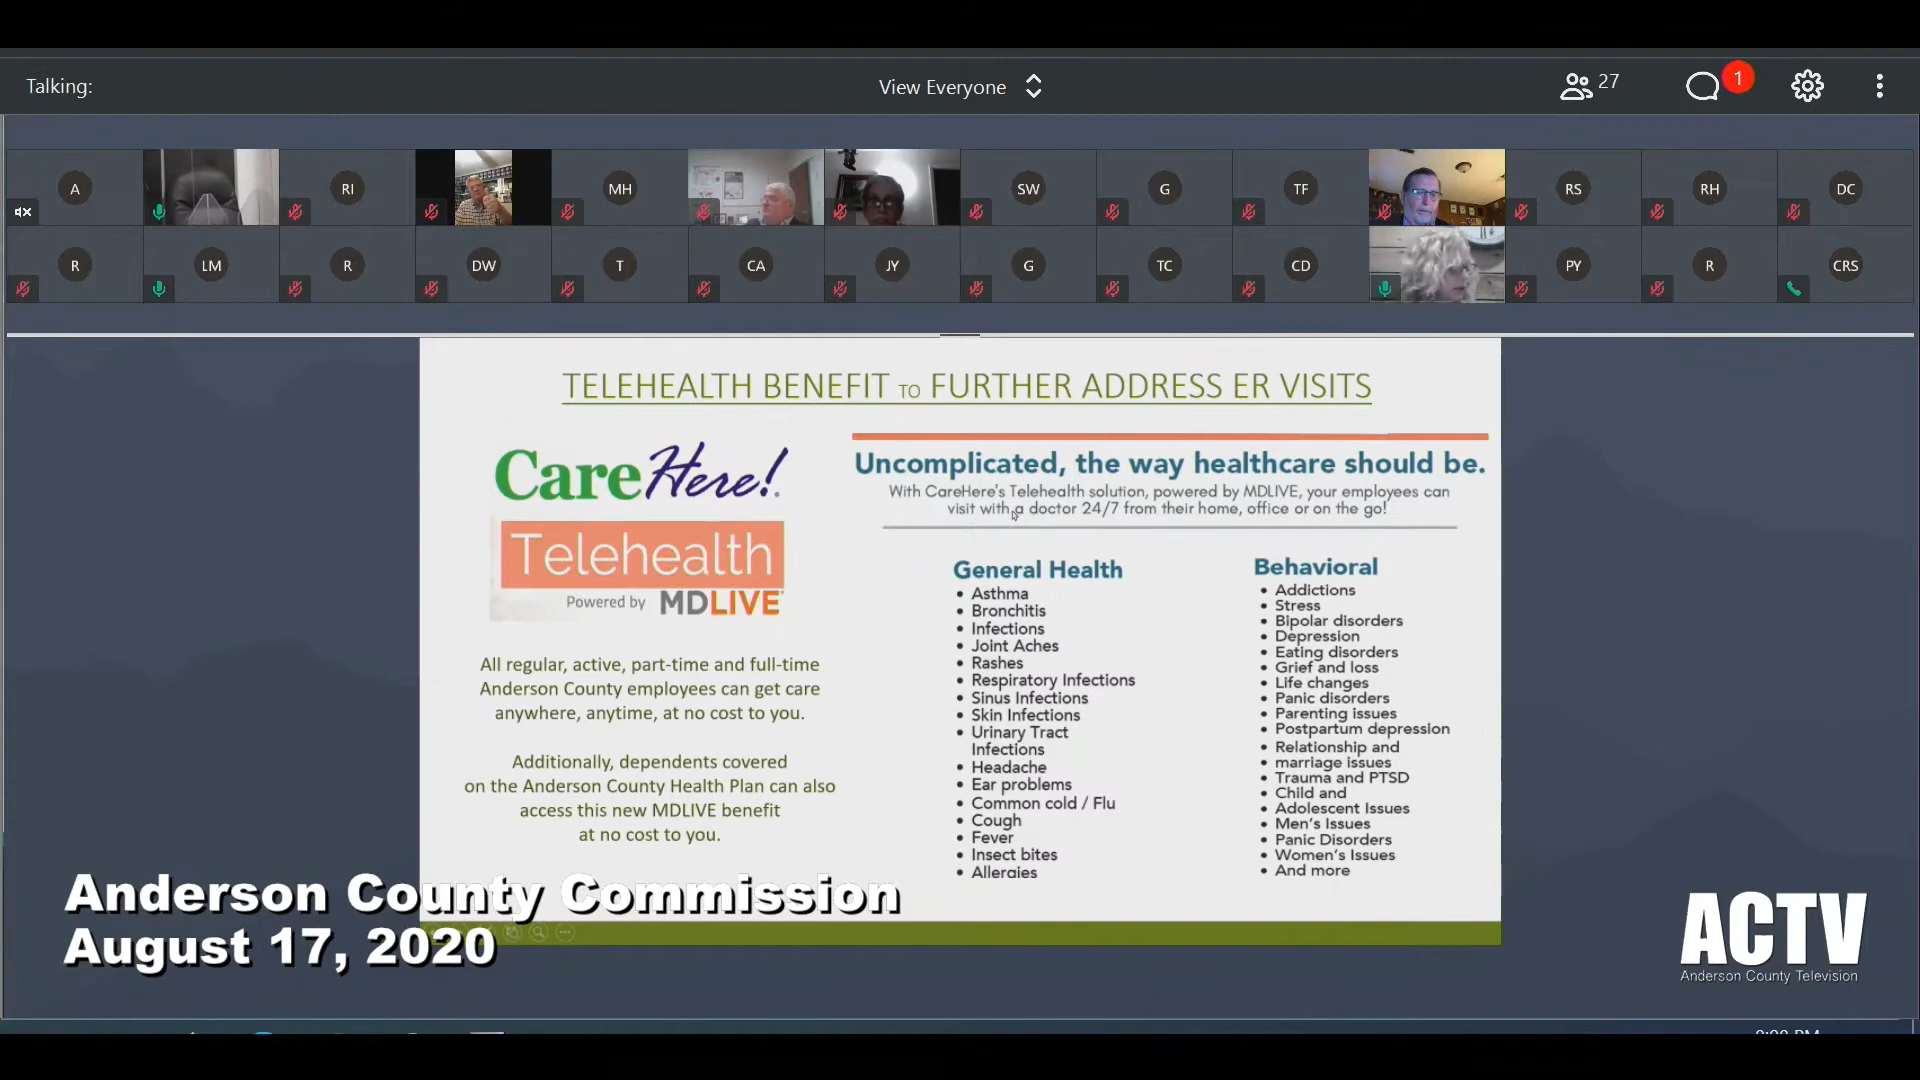 Talking:
View Everyone
27
1
A
RI
MH
SW
G
TF
RS
RH
DC
R
LM
R
DW
T
CA
JY
G
TC
CD
PY
R
CRS
TELEHEALTH BENEFIT TO FURTHER ADDRESS ER VISITS
CareHere!
Telehealth
Powered by MDLIVE
All regular, active, part-time and full-time
Anderson County employees can get care
anywhere, anytime, at no cost to you.
Additionally, dependents covered
on the Anderson County Health Plan can also
access this new MDLIVE benefit
at no cost to you.
Uncomplicated, the way healthcare should be.
With CareHere's Telehealth solution, powered by MDLIVE, your employees can
visit with a doctor 24/7 from their home, office or on the go!
General Health
• Asthma
• Bronchitis
• Infections
• Joint Aches
• Rashes
• Respiratory Infections
• Sinus Infections
• Skin Infections
• Urinary Tract
Infections
• Headache
• Ear problems
• Common cold / Flu
• Cough
• Fever
• Insect bites
• Allergies
Behavioral
• Addictions
• Stress
• Bipolar disorders
• Depression
• Eating disorders
• Grief and loss
• Life changes
• Panic disorders
• Parenting issues
• Postpartum depression
• Relationship and
• marriage issues
• Trauma and PTSD
• Child and
• Adolescent Issues
• Men's Issues
• Panic Disorders
• Women's Issues
• And more
Anderson County Commission
August 17, 2020
ACTV
Anderson County Television